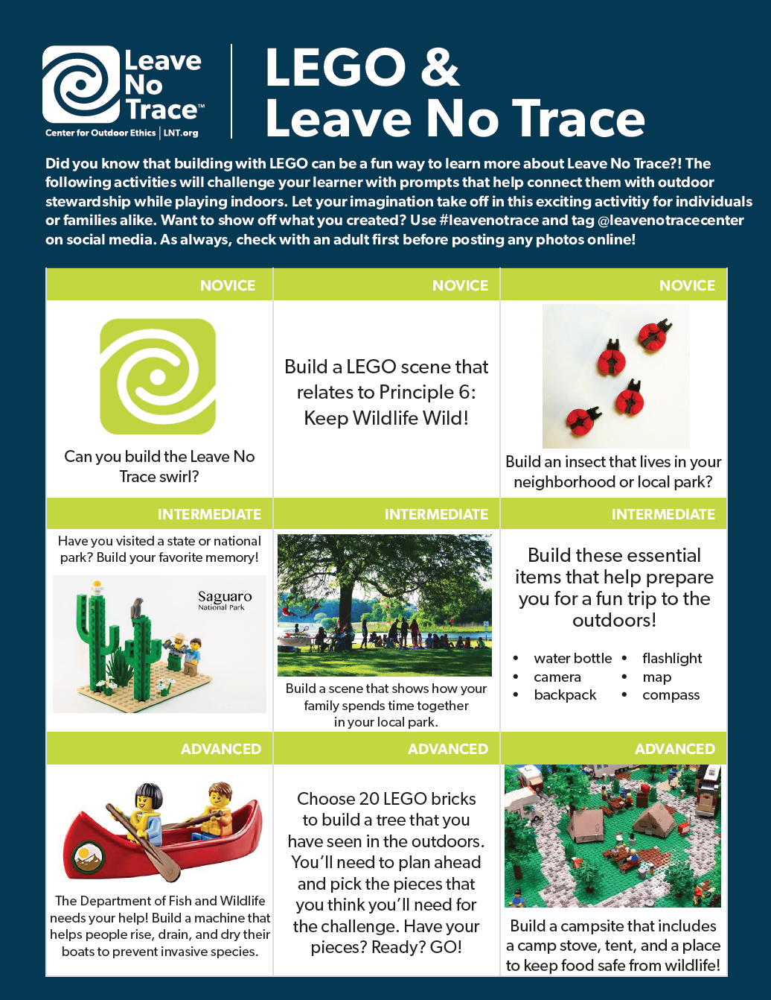 Leave
No
Trace™
Center for Outdoor Ethics | LNT.org
LEGO &
Leave No Trace
Did you know that building with LEGO can be a fun way to learn more about Leave No Trace?! The
following activities will challenge your learner with prompts that help connect them with outdoor
stewardship while playing indoors. Let your imagination take off in this exciting activitiy for individuals
or families alike. Want to show off what you created? Use #leavenotrace and tag @leavenotracecenter
on social media. As always, check with an adult first before posting any photos online!
NOVICE
Can you build the Leave No
Trace swirl?
NOVICE
Build a LEGO scene that
relates to Principle 6:
Keep Wildlife Wild!
NOVICE
Build an insect that lives in your
neighborhood or local park?
INTERMEDIATE
Have you visited a state or national
park? Build your favorite memory!
Saguaro
National Park
INTERMEDIATE
Build a scene that shows how your
family spends time together
in your local park.
INTERMEDIATE
Build these essential
items that help prepare
you for a fun trip to the
outdoors!
• water bottle • flashlight
• camera • map
• backpack • compass
ADVANCED
The Department of Fish and Wildlife
needs your help! Build a machine that
helps people rise, drain, and dry their
boats to prevent invasive species.
ADVANCED
Choose 20 LEGO bricks
to build a tree that you
have seen in the outdoors.
You'll need to plan ahead
and pick the pieces that
you think you'll need for
the challenge. Have your
pieces? Ready? GO!
ADVANCED
Build a campsite that includes
a camp stove, tent, and a place
to keep food safe from wildlife!